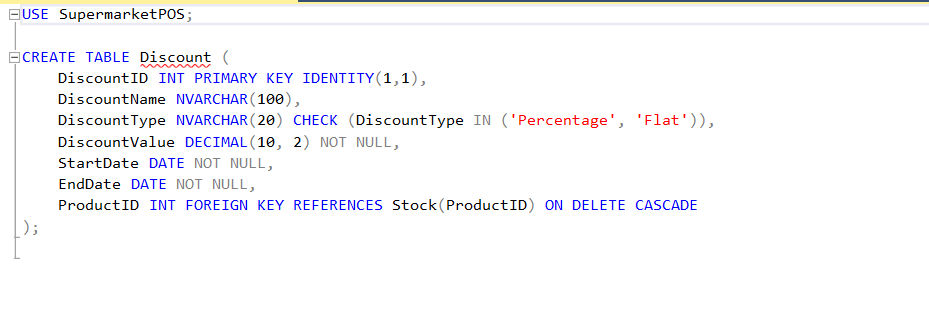 USE SupermarketPOS;
CREATE TABLE Discount (
DiscountID INT PRIMARY KEY IDENTITY(1,1),
DiscountName NVARCHAR(100),
DiscountType NVARCHAR(20) CHECK (DiscountType IN ('Percentage', 'Flat')),
DiscountValue DECIMAL(10, 2) NOT NULL,
StartDate DATE NOT NULL,
EndDate DATE NOT NULL,
ProductID INT FOREIGN KEY REFERENCES Stock(ProductID) ON DELETE CASCADE
);